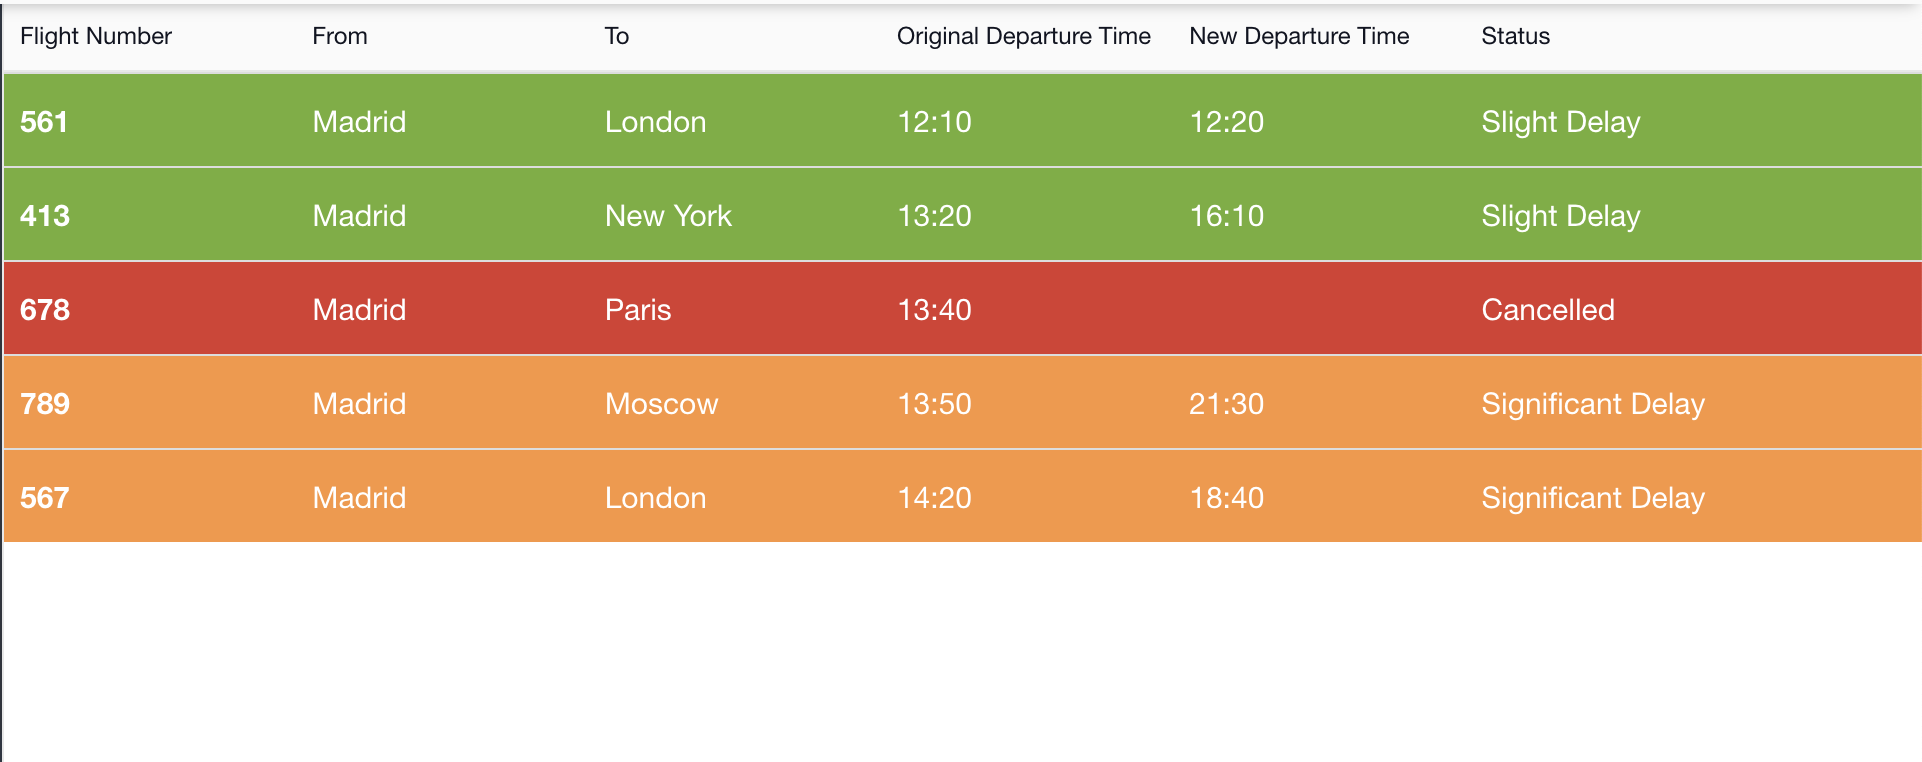 Flight Number From To Original Departure Time New Departure Time Status
561 Madrid London 12:10 12:20 Slight Delay
413 Madrid New York 13:20 16:10 Slight Delay
678 Madrid Paris 13:40 Cancelled
789 Madrid Moscow 13:50 21:30 Significant Delay
567 Madrid London 14:20 18:40 Significant Delay